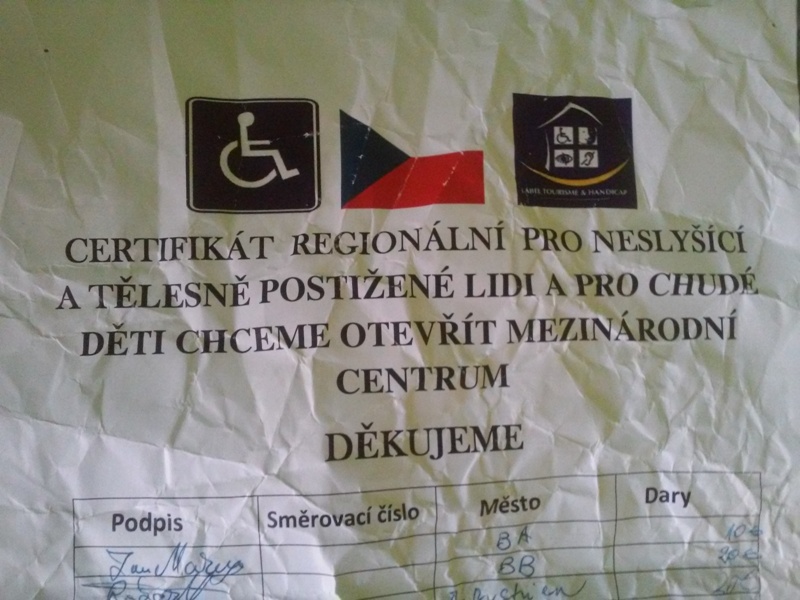 LABEL TOURISME & HANDICAP
CERTIFIKÁT REGIONÁLNÍ PRO NESLYŠÍCÍ
A TĚLESNĚ POSTIŽENÉ LIDI A PRO CHUDÉ
DĚTI CHCEME OTEVŘÍT MEZINÁRODNÍ
CENTRUM
DĚKUJEME
Podpis Směrovací číslo Město Dary
BA 10€
Jan BB 20€